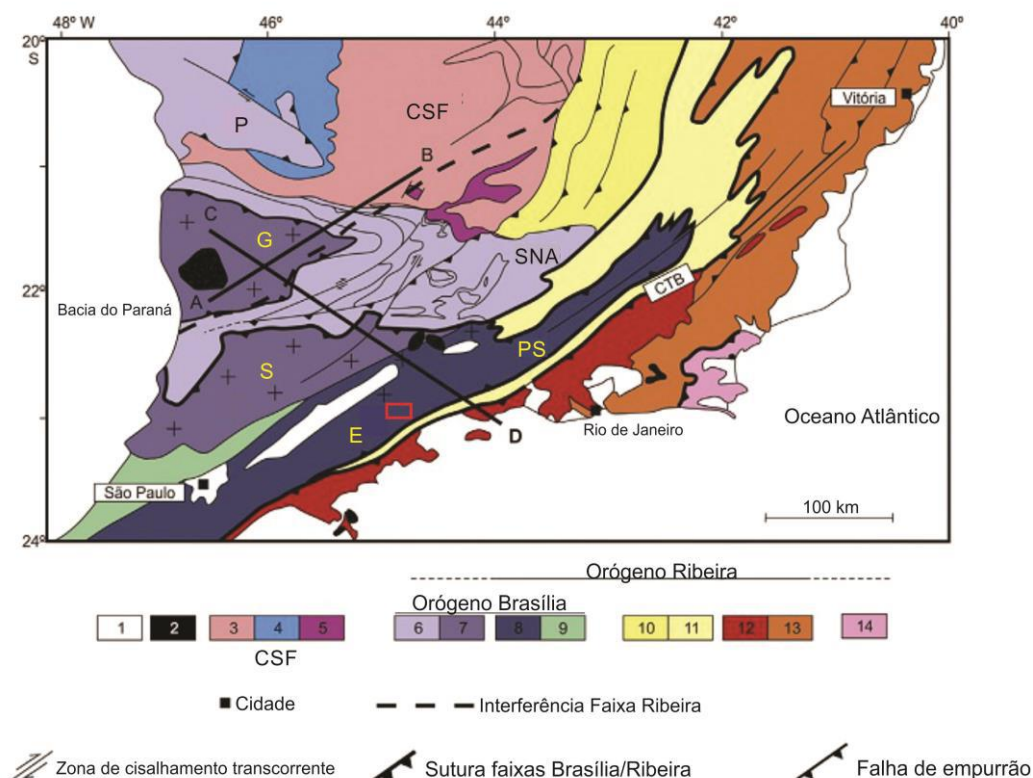 48º W 46º 44º 42º 40º
20º
S
P
CSF
Vitória
B
C
G
SNA
22º
A
Bacia do Paraná
CTB
PS
S
Oceano Atlântico
E
D
Rio de Janeiro
São Paulo
100 km
24º
Orógeno Ribeira
Orógeno Brasília
1 2 3 4 5 6 7 8 9 10 11 12 13 14
CSF
Cidade Interferência Faixa Ribeira
Zona de cisalhamento transcorrente Sutura faixas Brasília/Ribeira Falha de empurrão